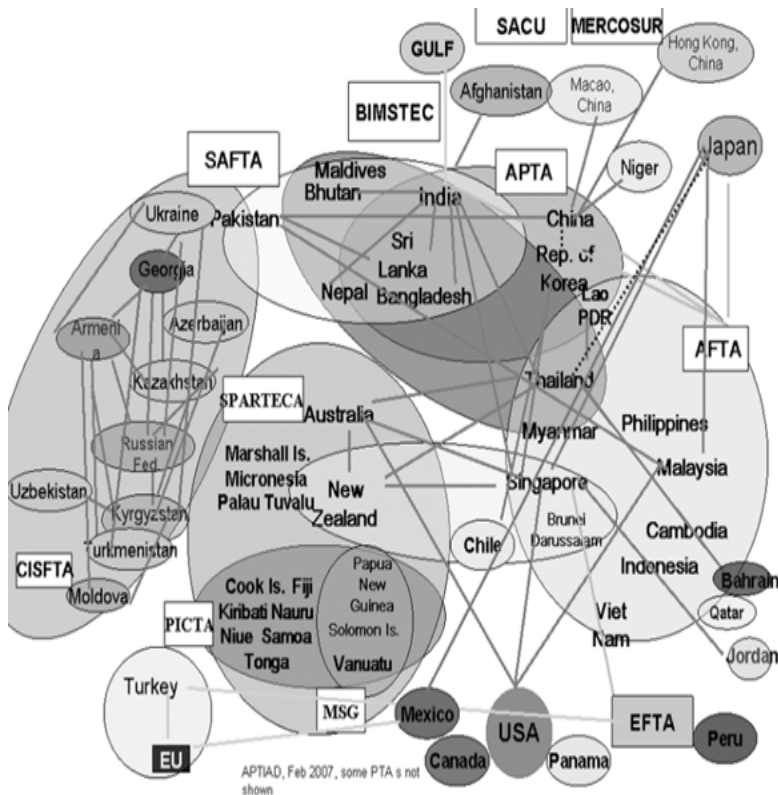 SACU
MERCOSUR
GULF
Hong Kong,
China
Afghanistan
Macao,
China
BIMSTEC
Japan
SAFTA
APTA
Niger
Maldives
Bhutan
India
Ukraine
Pakistan
China
Sri
Lanka
Rep. of
Korea
Georgia
Nepal
Bangladesh
Lao
PDR
Azerbaijan
Armeni
a
AFTA
Kazakhstan
Thailand
SPARTECA
Australia
Philippines
Myanmar
Russian
Fed.
Marshall Is.
Micronesia
Palau Tuvalu
Malaysia
Uzbekistan
New
Zealand
Singapore
Kyrgyzstan
Brunei
Darussalam
Cambodia
Turkmenistan
Chile
CISFTA
Indonesia
Papua
New
Guinea
Solomon Is.
Vanuatu
Bahrain
Moldova
Cook Is. Fiji
Kiribati Nauru
Niue Samoa
Tonga
PICTA
Viet
Nam
Qatar
Jordan
Turkey
MSG
Mexico
USA
EFTA
Peru
EU
Canada
Panama
APTIAD, Feb 2007, some PTA s not
shown